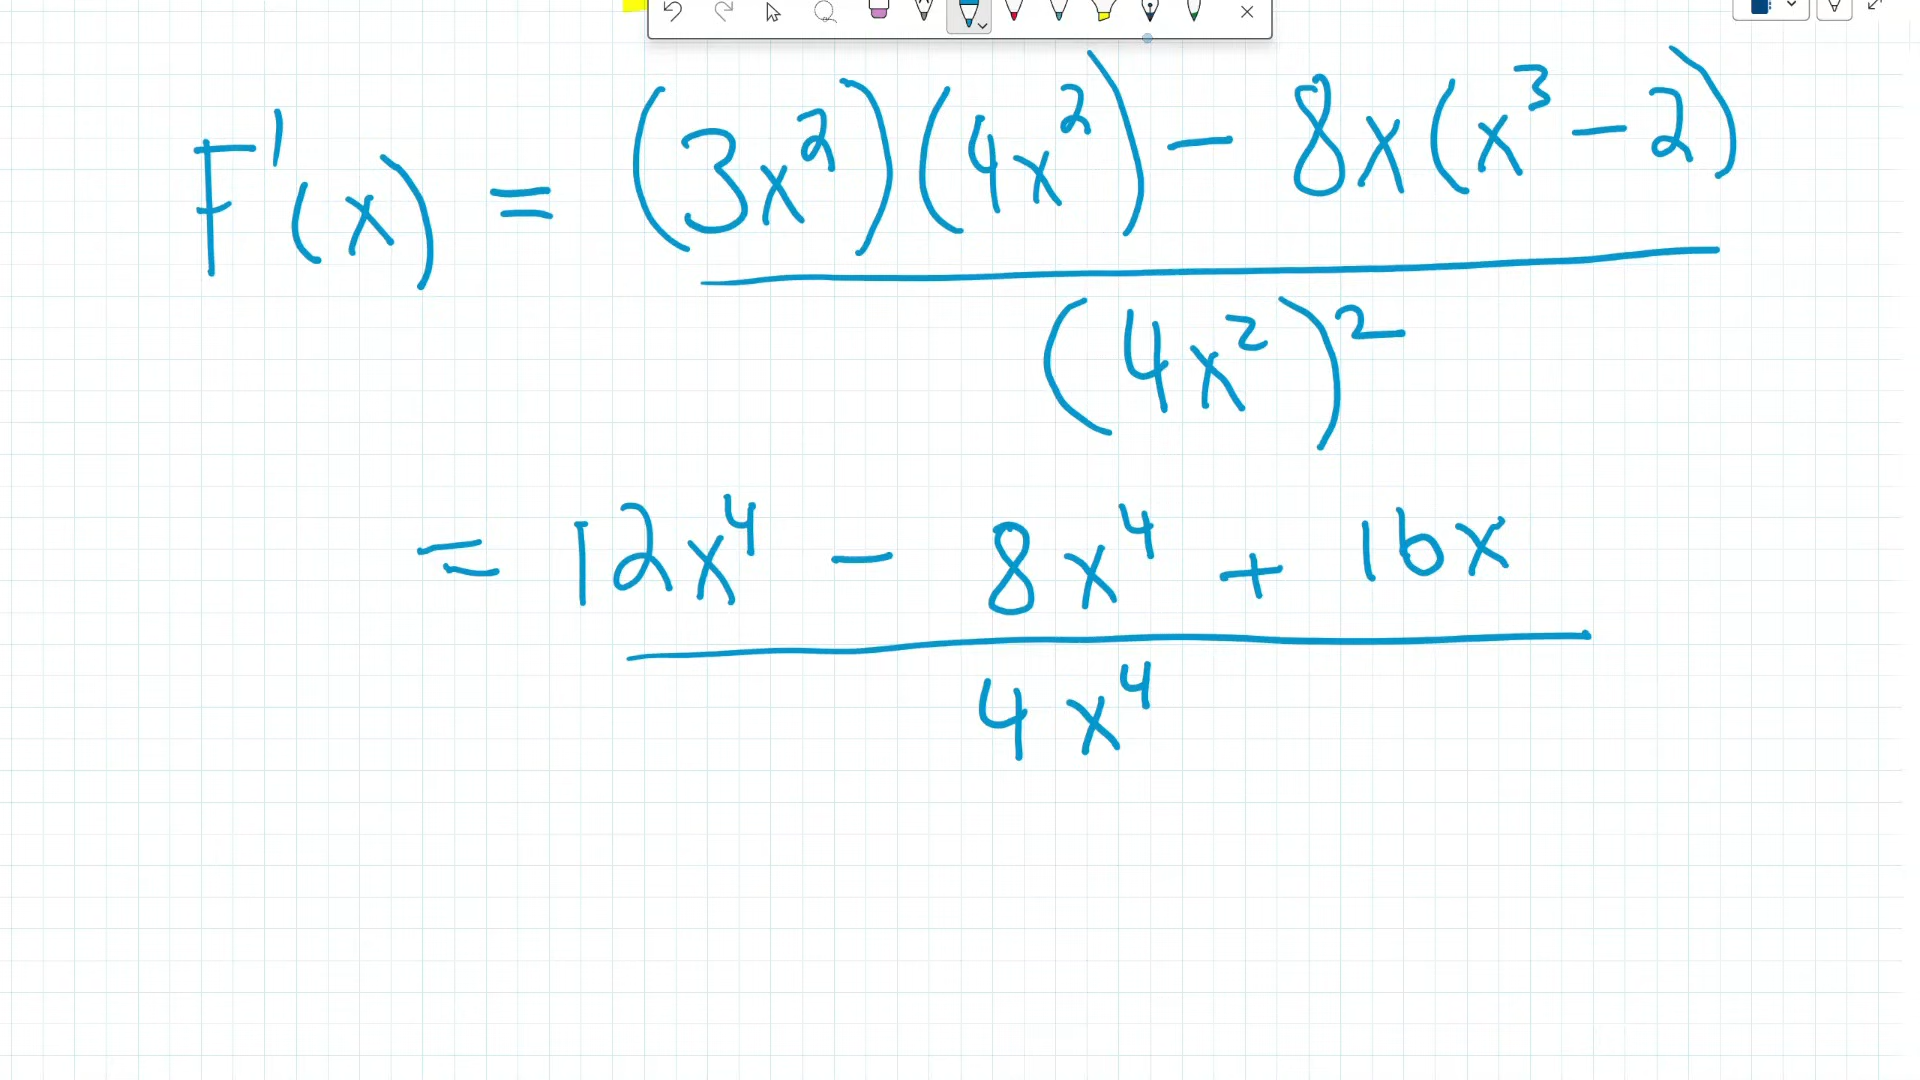 F'(x) = (3x²)(4x²) − 8x(x³ − 2)
(4x²)²
= 12x⁴ − 8x⁴ + 16x
4x⁴